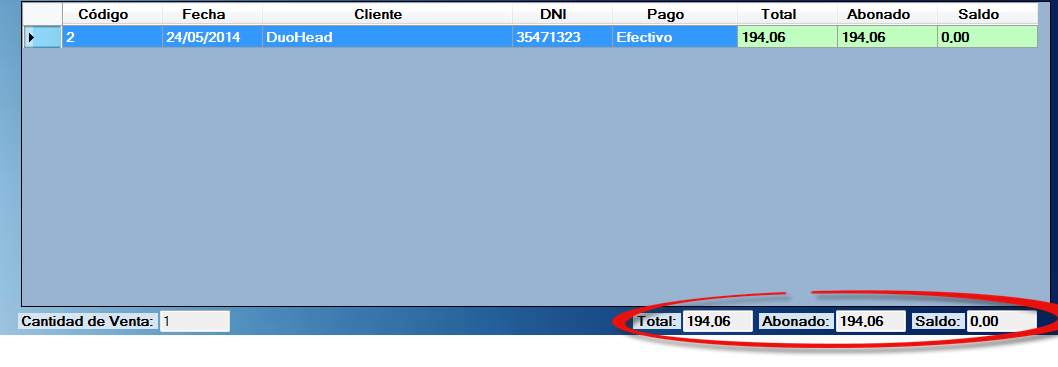 Código Fecha Cliente DNI Pago Total Abonado Saldo
2 24/05/2014 DuoHead 35471323 Efectivo 194.06 194.06 0.00
Cantidad de Venta: 1 Total: 194.06 Abonado: 194.06 Saldo: 0.00